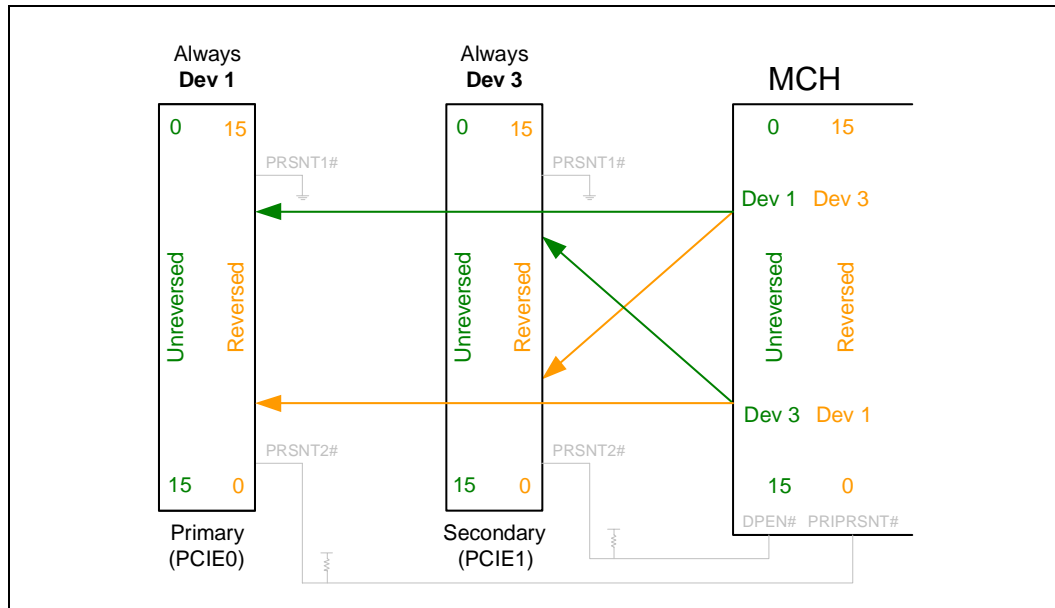 Always
Dev 1
Always
Dev 3
MCH
0 15
0 15
0 15
PRSNT1#
PRSNT1#
Dev 1 Dev 3
Unreversed
Reversed
Unreversed
Reversed
Unreversed
Reversed
Dev 3 Dev 1
PRSNT2#
PRSNT2#
15 0
15 0
15 0
DPEN# PRIPRSNT#
Primary
(PCIE0)
Secondary
(PCIE1)